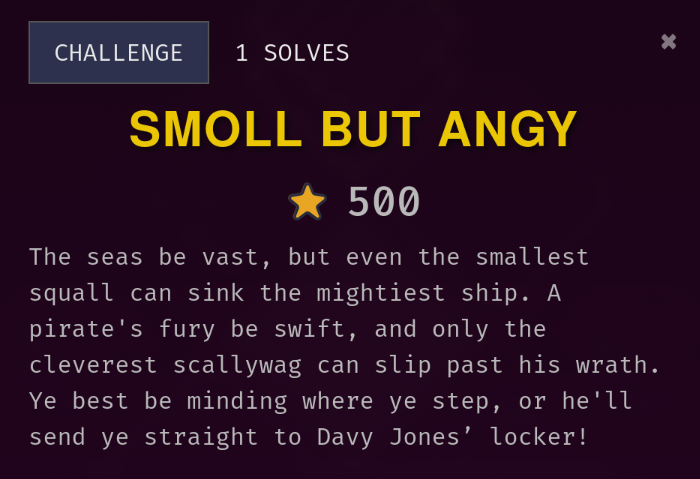 CHALLENGE 1 SOLVES ✖
SMOLL BUT ANGY
⭐ 500
The seas be vast, but even the smallest
squall can sink the mightiest ship. A
pirate's fury be swift, and only the
cleverest scallywag can slip past his wrath.
Ye best be minding where ye step, or he'll
send ye straight to Davy Jones’ locker!